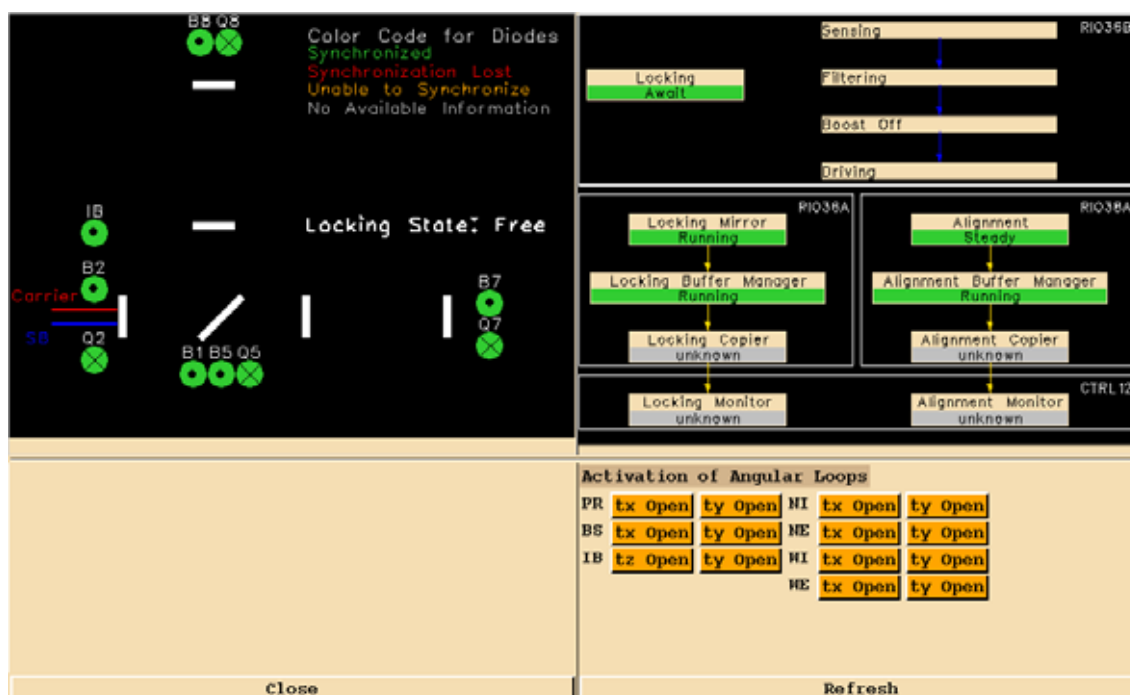 B8 Q8
Color Code for Diodes
Synchronized
Synchronization Lost
Unable to Synchronize
No Available Information
IB
Locking State: Free
B2
Carrier
SB
Q2
B7
Q7
B1 B5 Q5
RIO36B
Sensing
Locking
Await
Filtering
Boost Off
Driving
RIO36A
Locking Mirror
Running
Locking Buffer Manager
Running
Locking Copier
unknown
RIO38A
Alignment
Steady
Alignment Buffer Manager
Running
Alignment Copier
unknown
CTRL12
Locking Monitor
unknown
Alignment Monitor
unknown
Activation of Angular Loops
PR tx Open ty Open NI tx Open ty Open
BS tx Open ty Open NE tx Open ty Open
IB tz Open ty Open WI tx Open ty Open
WE tx Open ty Open
Close
Refresh